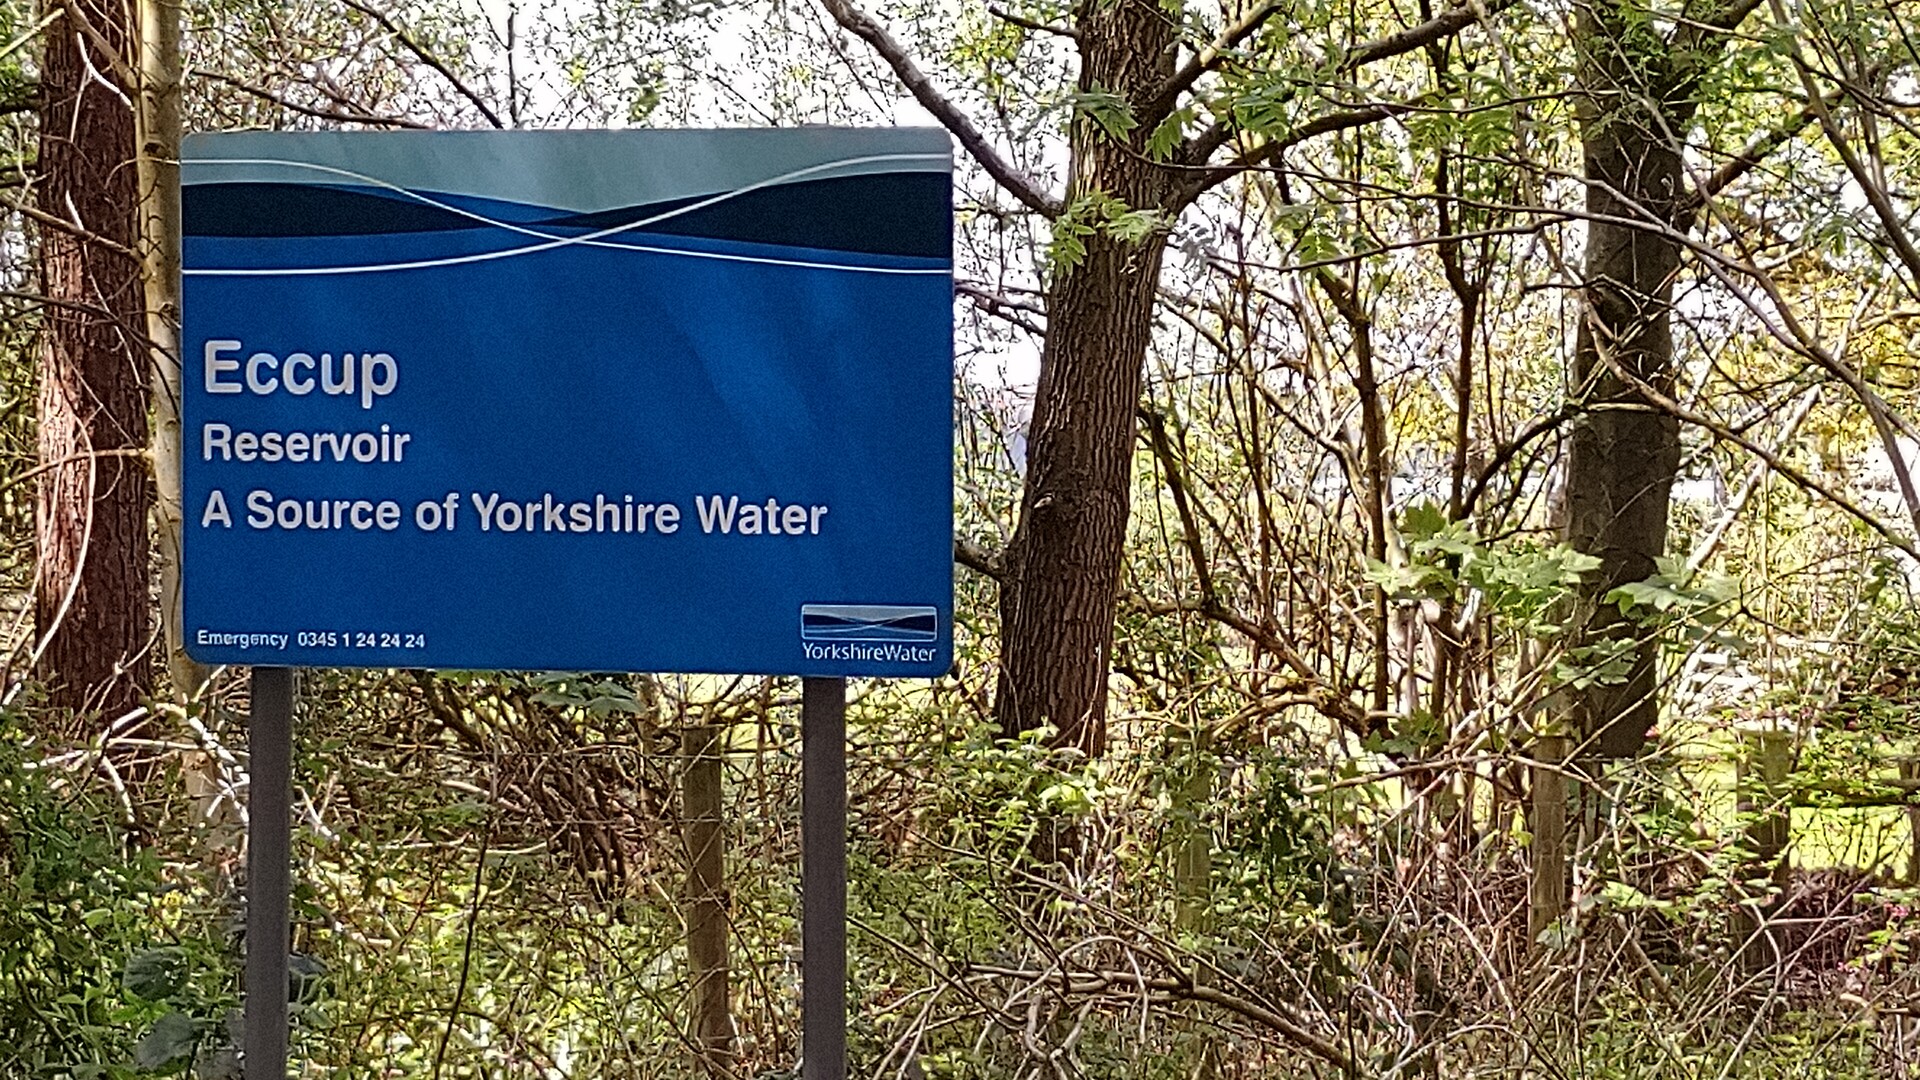 Eccup
Reservoir
A Source of Yorkshire Water
Emergency 0345 1 24 24 24
YorkshireWater